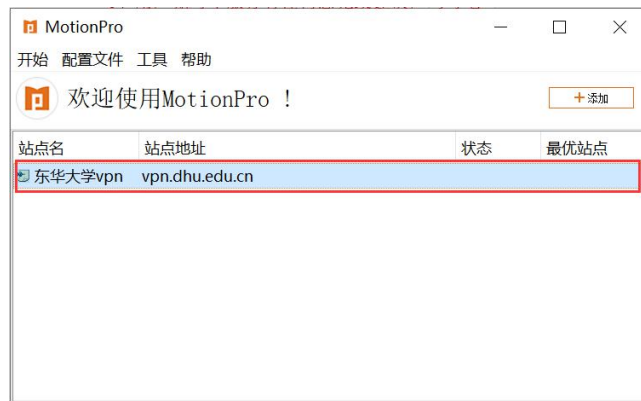 MotionPro
开始 配置文件 工具 帮助
欢迎使用MotionPro !
+添加
站点名 站点地址 状态 最优站点
东华大学vpn vpn.dhu.edu.cn